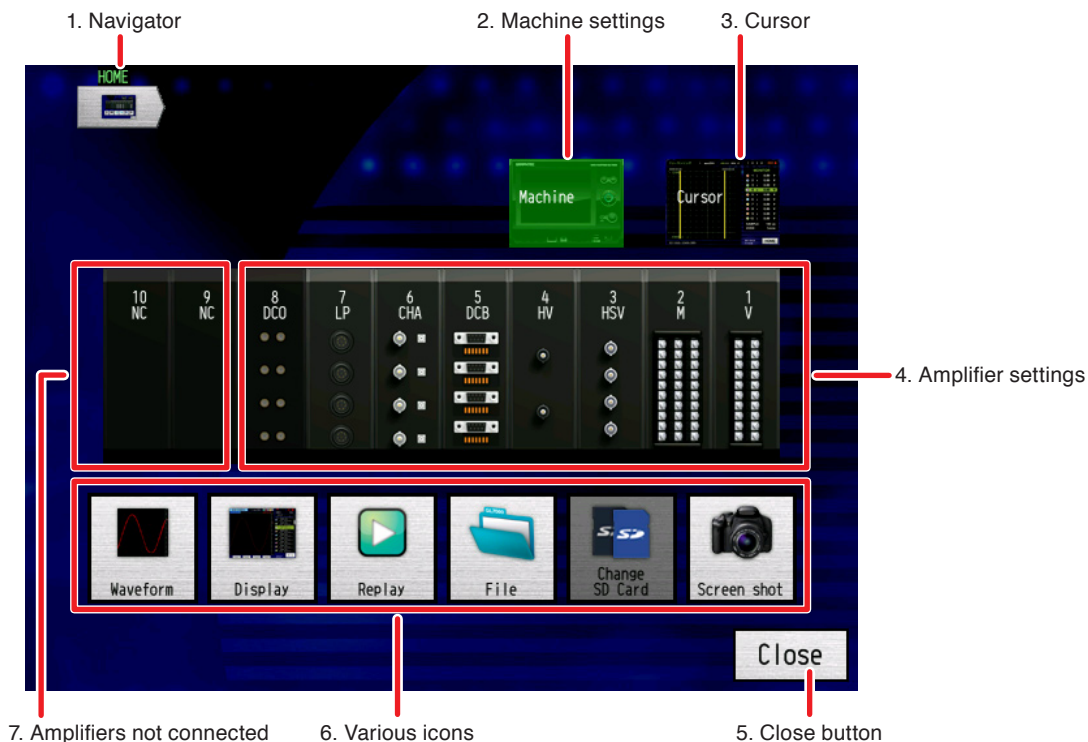 1. Navigator
2. Machine settings
3. Cursor
HOME
Machine
Cursor
10
NC
9
NC
8
DCO
7
LP
6
CHA
5
DCB
4
HV
3
HSV
2
M
1
V
4. Amplifier settings
Waveform
Display
Replay
File
Change
SD Card
Screen shot
Close
7. Amplifiers not connected
6. Various icons
5. Close button